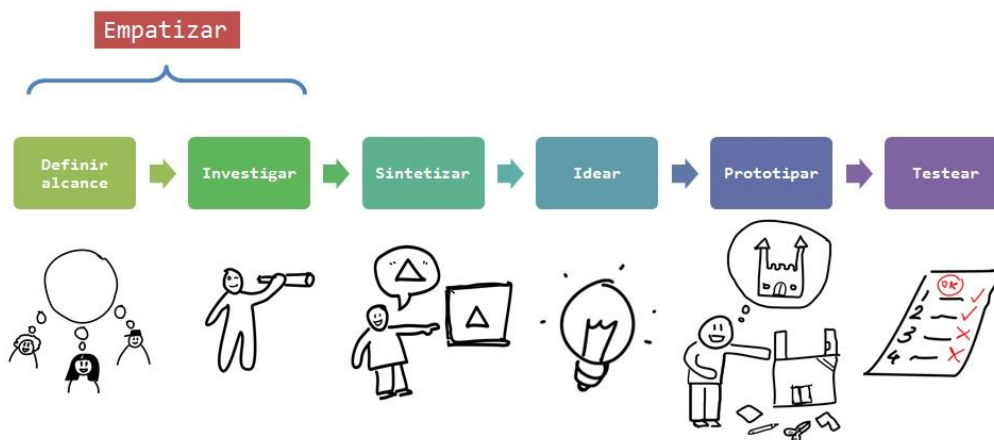 Empatizar
Definir
alcance
Investigar
Sintetizar
Idear
Prototipar
Testear
OK
1
2
3
4